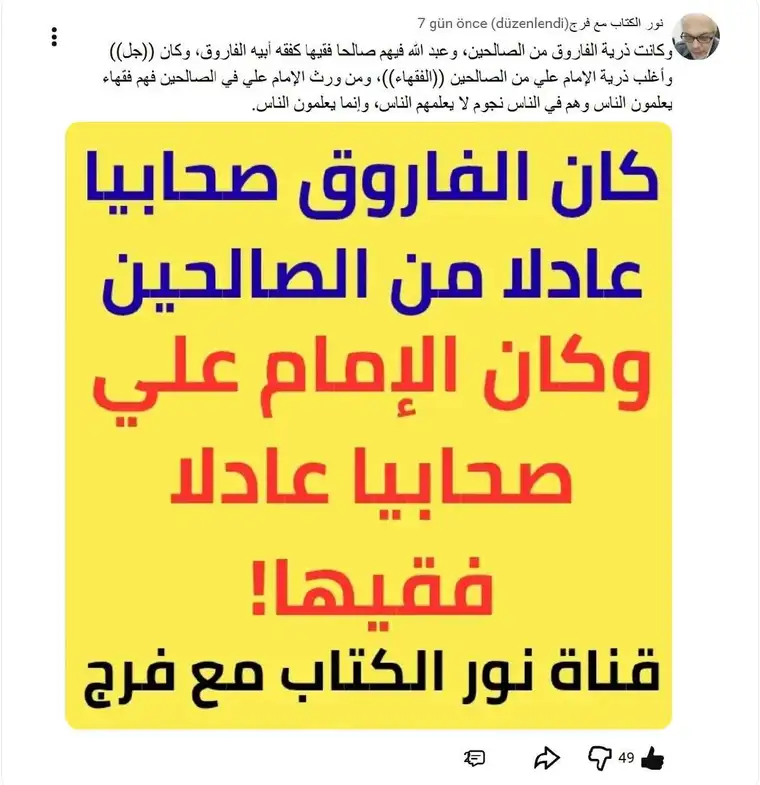 نور الكتاب مع فرج 7 gün önce (düzenlendi)
وكانت ذرية الفاروق من الصالحين، وعبد الله فيهم صالحا فقيها كفقه أبيه الفاروق، وكان ((جل))
وأغلب ذرية الإمام علي من الصالحين ((الفقهاء))، ومن ورث الإمام علي في الصالحين فهم فقهاء
يعلمون الناس وهم في الناس نجوم لا يعلمهم الناس، وإنما يعلمون الناس.
كان الفاروق صحابيا
عادلا من الصالحين
وكان الإمام علي
صحابيا عادلا
فقيها!
قناة نور الكتاب مع فرج
49
2